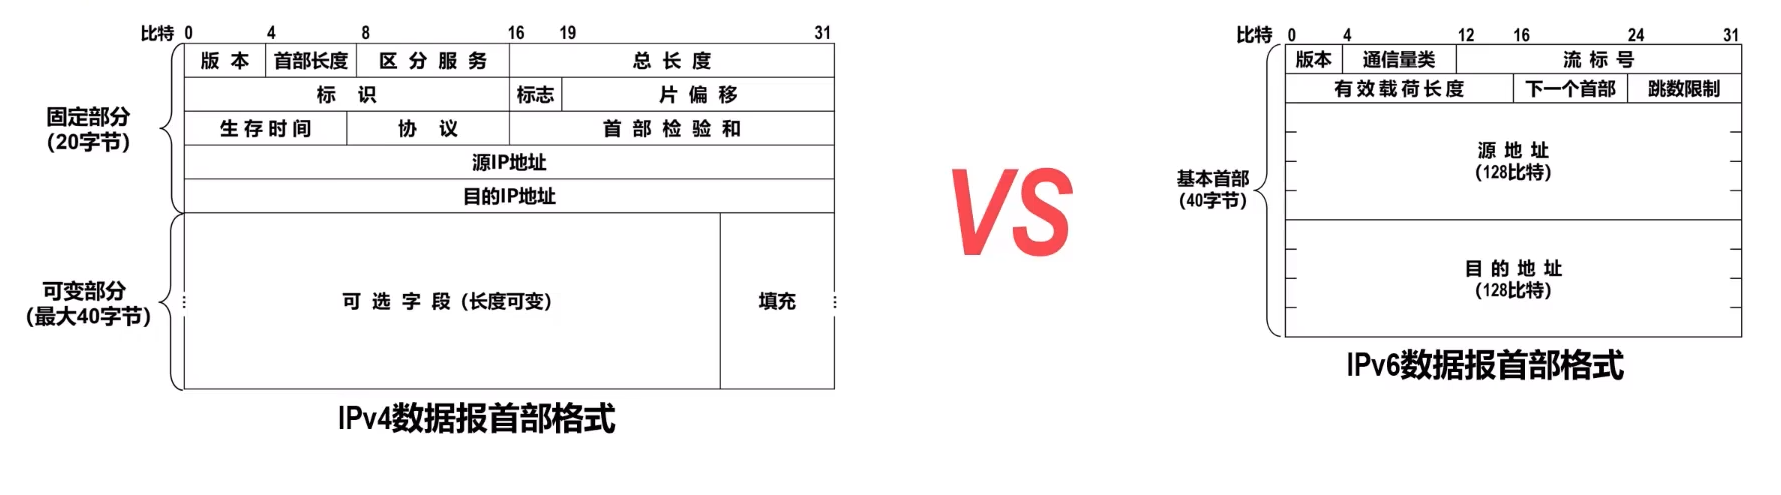 比特 0 4 8 16 19 31
版本 首部长度 区分服务 总长度
标识 标志 片偏移
生存时间 协议 首部检验和
源IP地址
目的IP地址
可选字段(长度可变) 填充
固定部分
(20字节)
可变部分
(最大40字节)
IPv4数据报首部格式
VS
比特 0 4 12 16 24 31
版本 通信量类 流标号
有效载荷长度 下一个首部 跳数限制
源地址
(128比特)
目的地址
(128比特)
基本首部
(40字节)
IPv6数据报首部格式